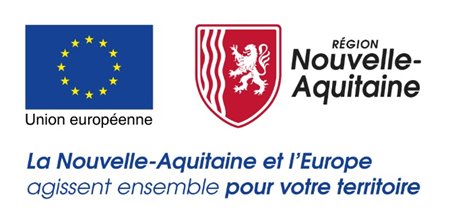 Union européenne
RÉGION
Nouvelle-
Aquitaine
La Nouvelle-Aquitaine et l'Europe
agissent ensemble pour votre territoire